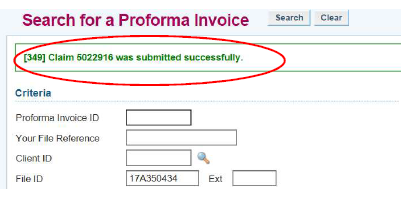 Search for a Proforma Invoice Search Clear
[349] Claim 5022916 was submitted successfully.
Criteria
Proforma Invoice ID
Your File Reference
Client ID
File ID 17A350434 Ext